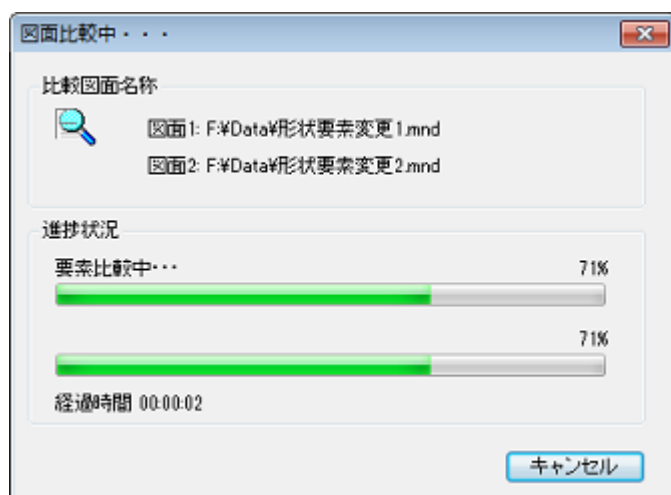 図面比較中・・・
比較図面名称
図面1: F:¥Data¥形状要素変更1.mnd
図面2: F:¥Data¥形状要素変更2.mnd
進捗状況
要素比較中・・・ 71%
71%
経過時間 00:00:02
キャンセル